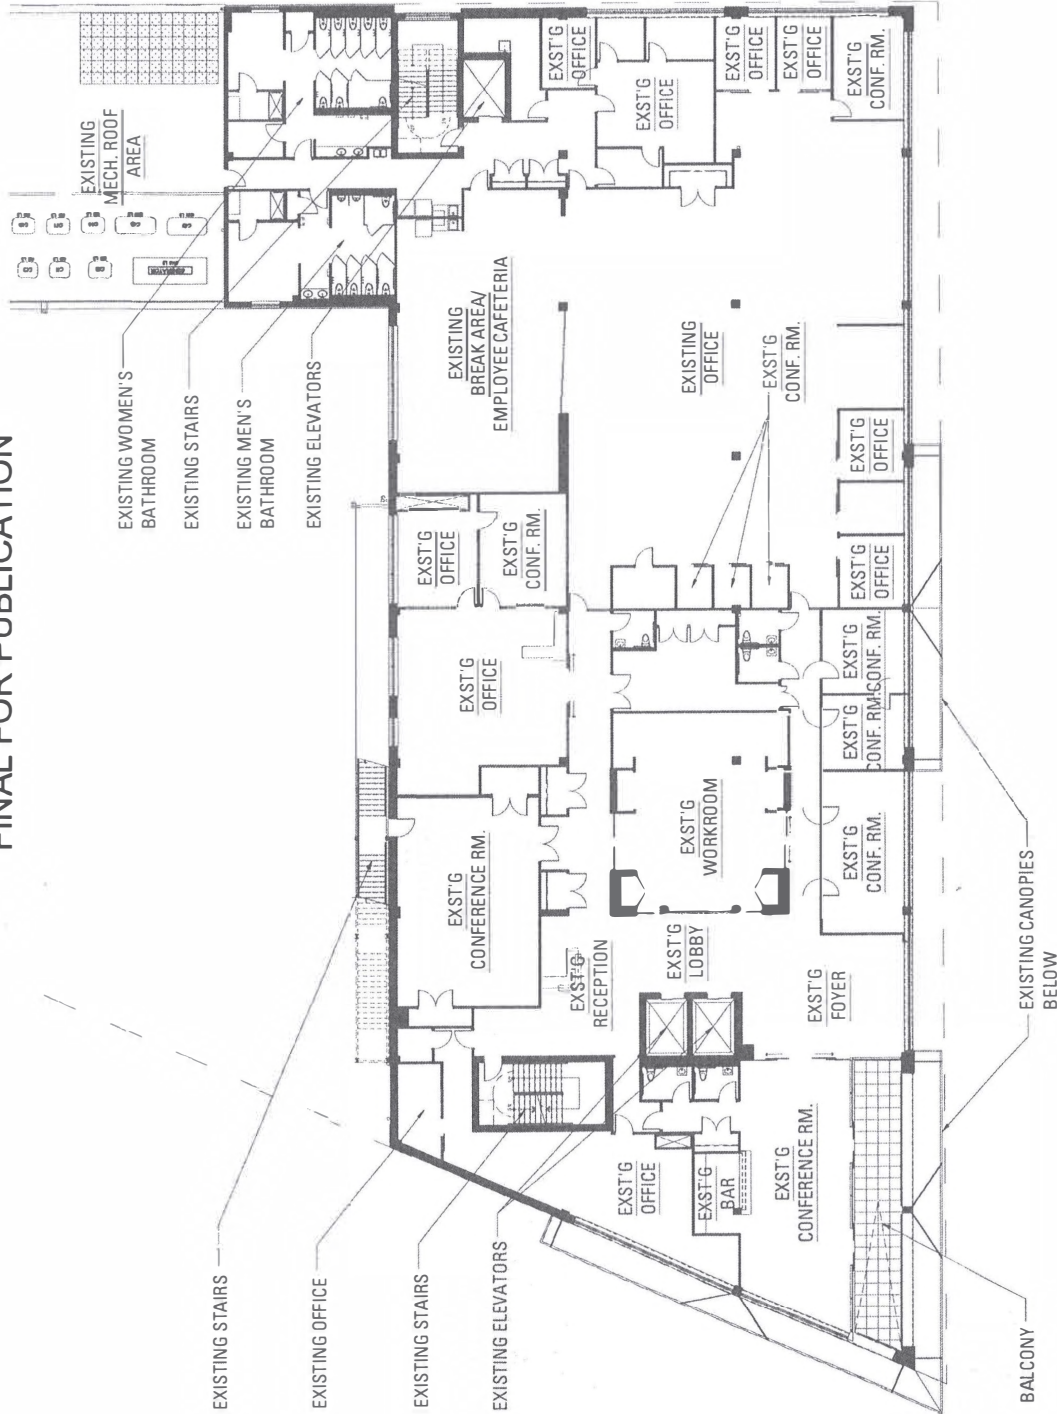 FINAL FOR PUBLICATION
EXISTING
MECH. ROOF
AREA
EXISTING WOMEN'S
BATHROOM
EXISTING STAIRS
EXISTING MEN'S
BATHROOM
EXISTING ELEVATORS
EXISTING STAIRS
EXISTING OFFICE
EXISTING STAIRS
EXISTING ELEVATORS
EXST'G
OFFICE
EXST'G
CONF. RM.
EXISTING
BREAK AREA/
EMPLOYEE CAFETERIA
EXST'G
OFFICE
EXST'G
CONFERENCE RM.
EXST'G
OFFICE
EXST'G
RECEPTION
EXST'G
OFFICE
EXST'G
OFFICE
EXST'G
LOBBY
EXST'G
WORKROOM
EXISTING
OFFICE
EXST'G
BAR
EXST'G
CONF. RM.
EXST'G
OFFICE
EXST'G
OFFICE
EXST'G
CONFERENCE RM.
EXST'G
FOYER
EXST'G
CONF. RM.
EXST'G
CONF. RM.
EXST'G
CONF. RM.
EXST'G
OFFICE
EXST'G
OFFICE
EXST'G
CONF. RM.
BALCONY
EXISTING CANOPIES
BELOW